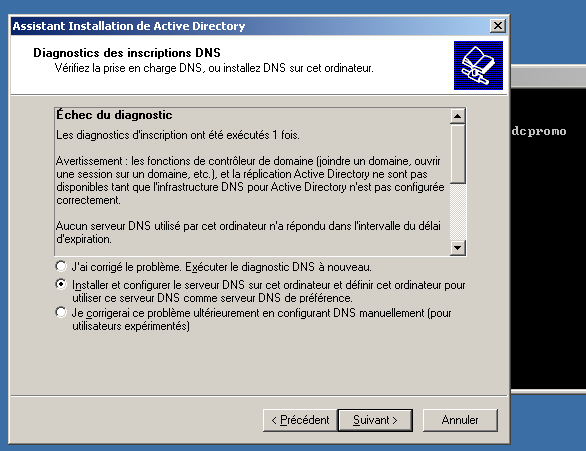 Assistant Installation de Active Directory
Diagnostics des inscriptions DNS
Vérifiez la prise en charge DNS, ou installez DNS sur cet ordinateur.
Échec du diagnostic
Les diagnostics d'inscription ont été exécutés 1 fois.
Avertissement : les fonctions de contrôleur de domaine (joindre un domaine, ouvrir
une session sur un domaine, etc.), et la réplication Active Directory ne sont pas
disponibles tant que l'infrastructure DNS pour Active Directory n'est pas configurée
correctement.
Aucun serveur DNS utilisé par cet ordinateur n'a répondu dans l'intervalle du délai
d'expiration.
J'ai corrigé le problème. Exécuter le diagnostic DNS à nouveau.
Installer et configurer le serveur DNS sur cet ordinateur et définir cet ordinateur pour
utiliser ce serveur DNS comme serveur DNS de préférence.
Je corrigerai ce problème ultérieurement en configurant DNS manuellement (pour
utilisateurs expérimentés)
< Précédent
Suivant >
Annuler
dcpromo